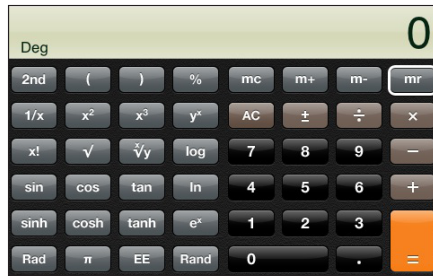 0
Deg
2nd ( ) % mc m+ m- mr
1/x x² x³ yˣ AC ± ÷ ×
x! √ ˣ√y log 7 8 9 −
sin cos tan ln 4 5 6 +
sinh cosh tanh eˣ 1 2 3 =
Rad π EE Rand 0 .